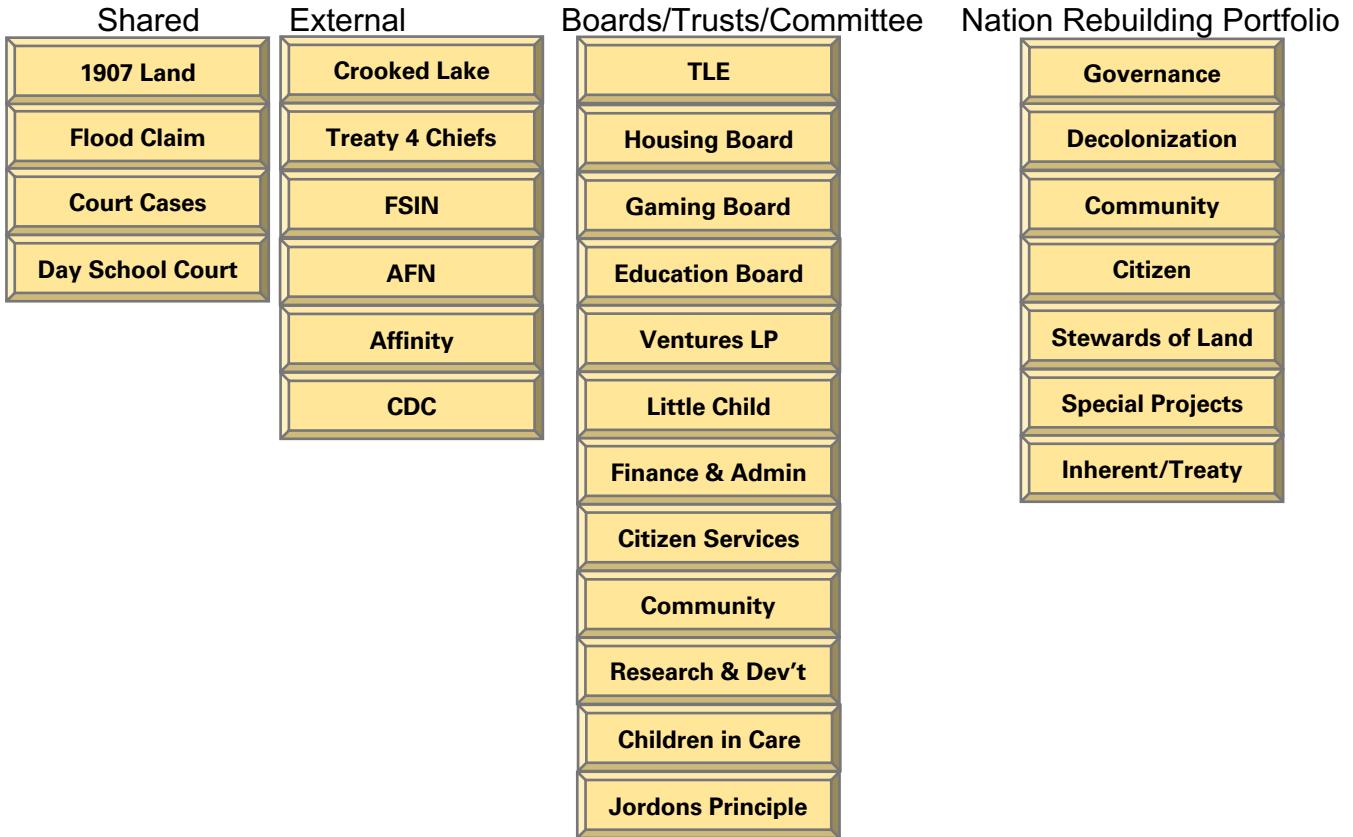 Shared
External
Boards/Trusts/Committee
Nation Rebuilding Portfolio
1907 Land
Flood Claim
Court Cases
Day School Court
Crooked Lake
Treaty 4 Chiefs
FSIN
AFN
Affinity
CDC
TLE
Housing Board
Gaming Board
Education Board
Ventures LP
Little Child
Finance & Admin
Citizen Services
Community
Research & Dev’t
Children in Care
Jordons Principle
Governance
Decolonization
Community
Citizen
Stewards of Land
Special Projects
Inherent/Treaty